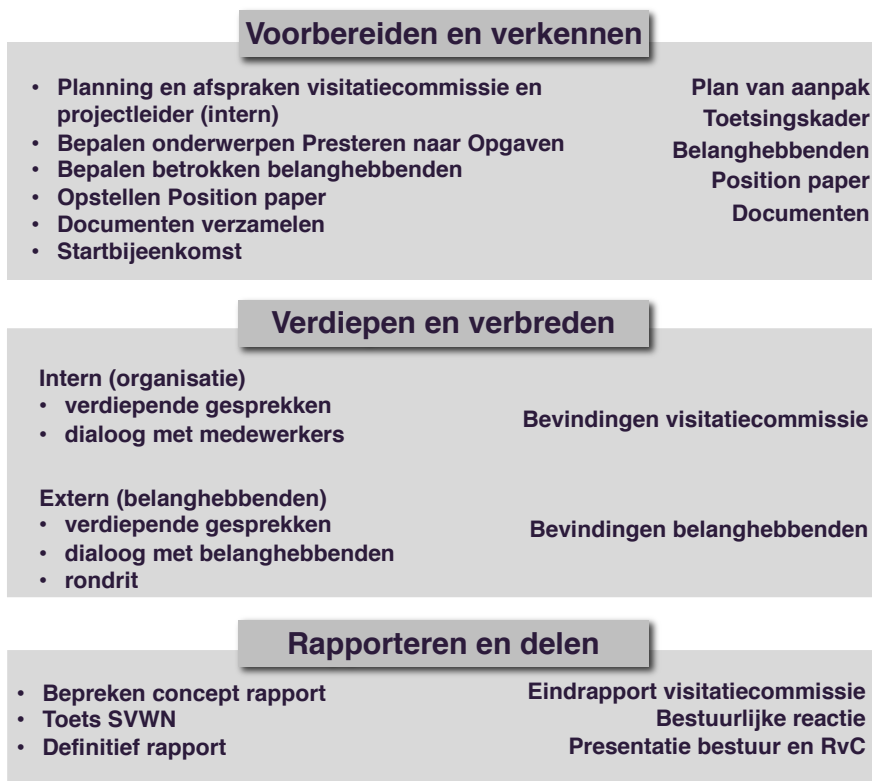 Voorbereiden en verkennen
• Planning en afspraken visitatiecommissie en
projectleider (intern)
• Bepalen onderwerpen Presteren naar Opgaven
• Bepalen betrokken belanghebbenden
• Opstellen Position paper
• Documenten verzamelen
• Startbijeenkomst
Plan van aanpak
Toetsingskader
Belanghebbenden
Position paper
Documenten
Verdiepen en verbreden
Intern (organisatie)
• verdiepende gesprekken
• dialoog met medewerkers
Bevindingen visitatiecommissie
Extern (belanghebbenden)
• verdiepende gesprekken
• dialoog met belanghebbenden
• rondrit
Bevindingen belanghebbenden
Rapporteren en delen
• Bepreken concept rapport
• Toets SVWN
• Definitief rapport
Eindrapport visitatiecommissie
Bestuurlijke reactie
Presentatie bestuur en RvC